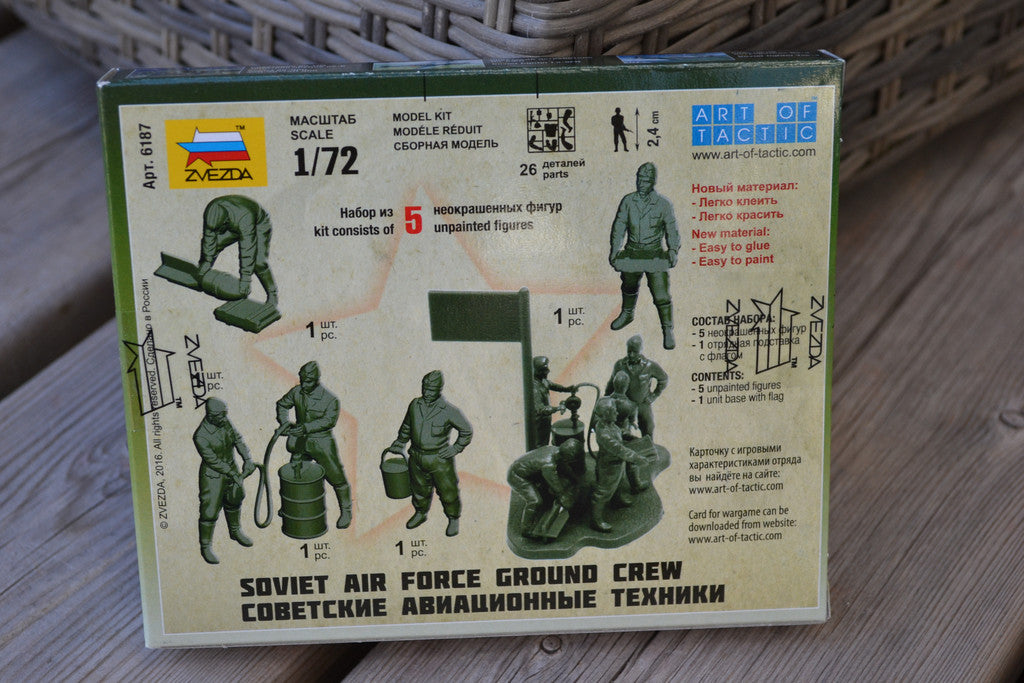 Арт. 6187
ZVEZDA™
МАСШТАБ
SCALE
1/72
MODEL KIT
MODÈLE RÉDUIT
СБОРНАЯ МОДЕЛЬ
26 деталей
parts
2,4 cm
ART OF
TACTIC
www.art-of-tactic.com
Набор из 5 неокрашенных фигур
kit consists of unpainted figures
Новый материал:
- Легко клеить
- Легко красить
New material:
- Easy to glue
- Easy to paint
1 шт.
pc.
1 шт.
pc.
СОСТАВ НАБОРА:
- 5 неокрашенных фигур
- 1 отрядная подставка
с флагом
CONTENTS:
- 5 unpainted figures
- 1 unit base with flag
ZVEZDA
™
ZVEZDA
ZVEZDA
™
1 шт.
pc.
1 шт.
pc.
1 шт.
pc.
Карточку с игровыми
характеристиками отряда
вы найдёте на сайте:
www.art-of-tactic.com
Card for wargame can be
downloaded from website:
www.art-of-tactic.com
© ZVEZDA, 2016. All rights reserved. Сделано в России
SOVIET AIR FORCE GROUND CREW
СОВЕТСКИЕ АВИАЦИОННЫЕ ТЕХНИКИ